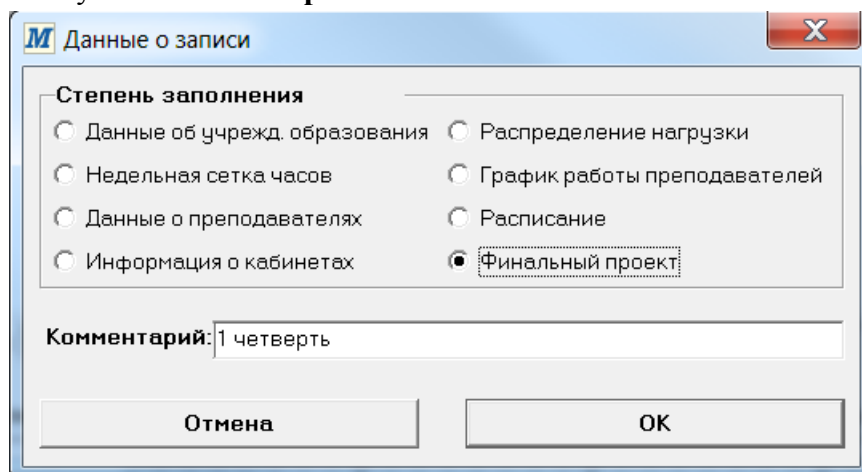 М Данные о записи
Степень заполнения
Данные об учрежд. образования
Распределение нагрузки
Недельная сетка часов
График работы преподавателей
Данные о преподавателях
Расписание
Информация о кабинетах
Финальный проект
Комментарий: 1 четверть
Отмена
OK